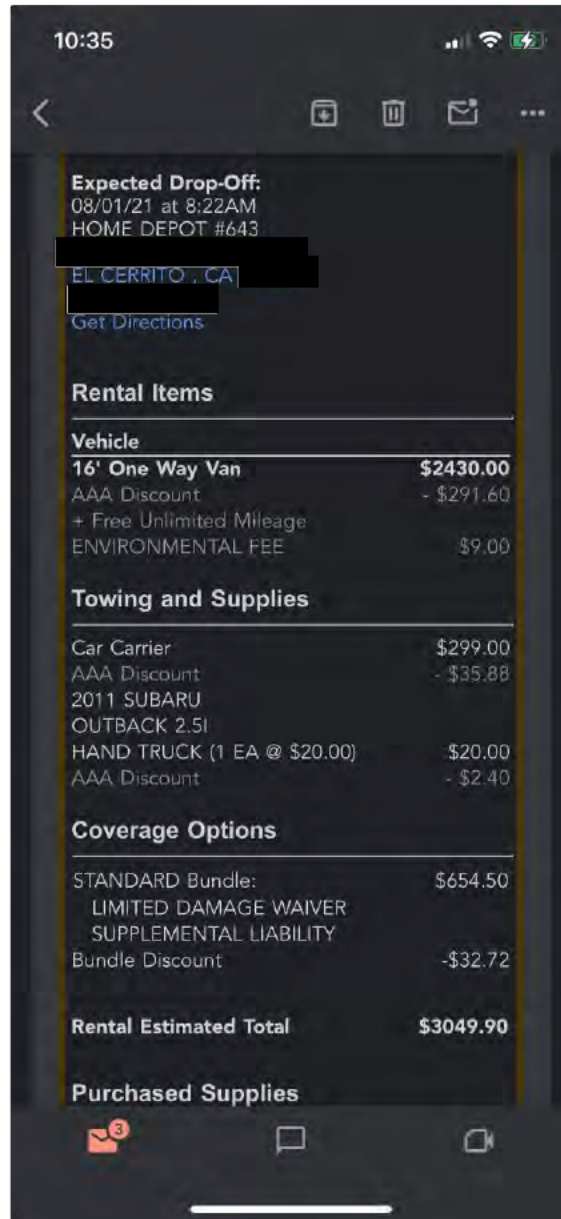 10:35
Expected Drop-Off:
08/01/21 at 8:22AM
HOME DEPOT #643
EL CERRITO , CA
Get Directions
Rental Items
Vehicle
16' One Way Van $2430.00
AAA Discount - $291.60
+ Free Unlimited Mileage
ENVIRONMENTAL FEE $9.00
Towing and Supplies
Car Carrier $299.00
AAA Discount - $35.88
2011 SUBARU
OUTBACK 2.5I
HAND TRUCK (1 EA @ $20.00) $20.00
AAA Discount - $2.40
Coverage Options
STANDARD Bundle: $654.50
LIMITED DAMAGE WAIVER
SUPPLEMENTAL LIABILITY
Bundle Discount -$32.72
Rental Estimated Total $3049.90
Purchased Supplies
3